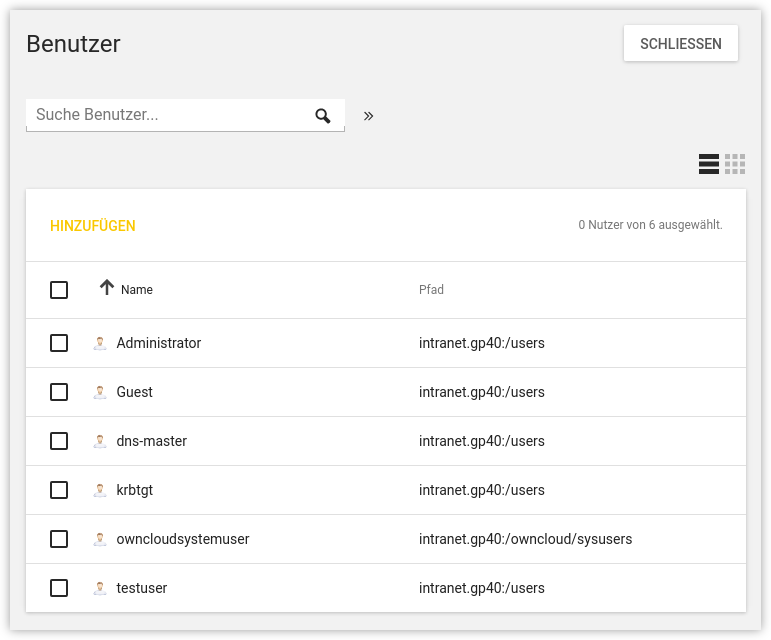 Benutzer
SCHLIESSEN
Suche Benutzer... »
HINZUFÜGEN 0 Nutzer von 6 ausgewählt.
Name Pfad
Administrator intranet.gp40:/users
Guest intranet.gp40:/users
dns-master intranet.gp40:/users
krbtgt intranet.gp40:/users
owncloudsystemuser intranet.gp40:/owncloud/sysusers
testuser intranet.gp40:/users